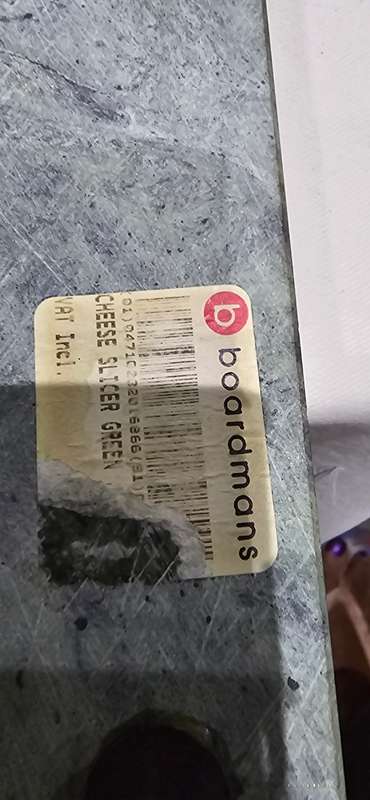 b boardmans
CHEESE SLICER GREEN
VAT Incl.